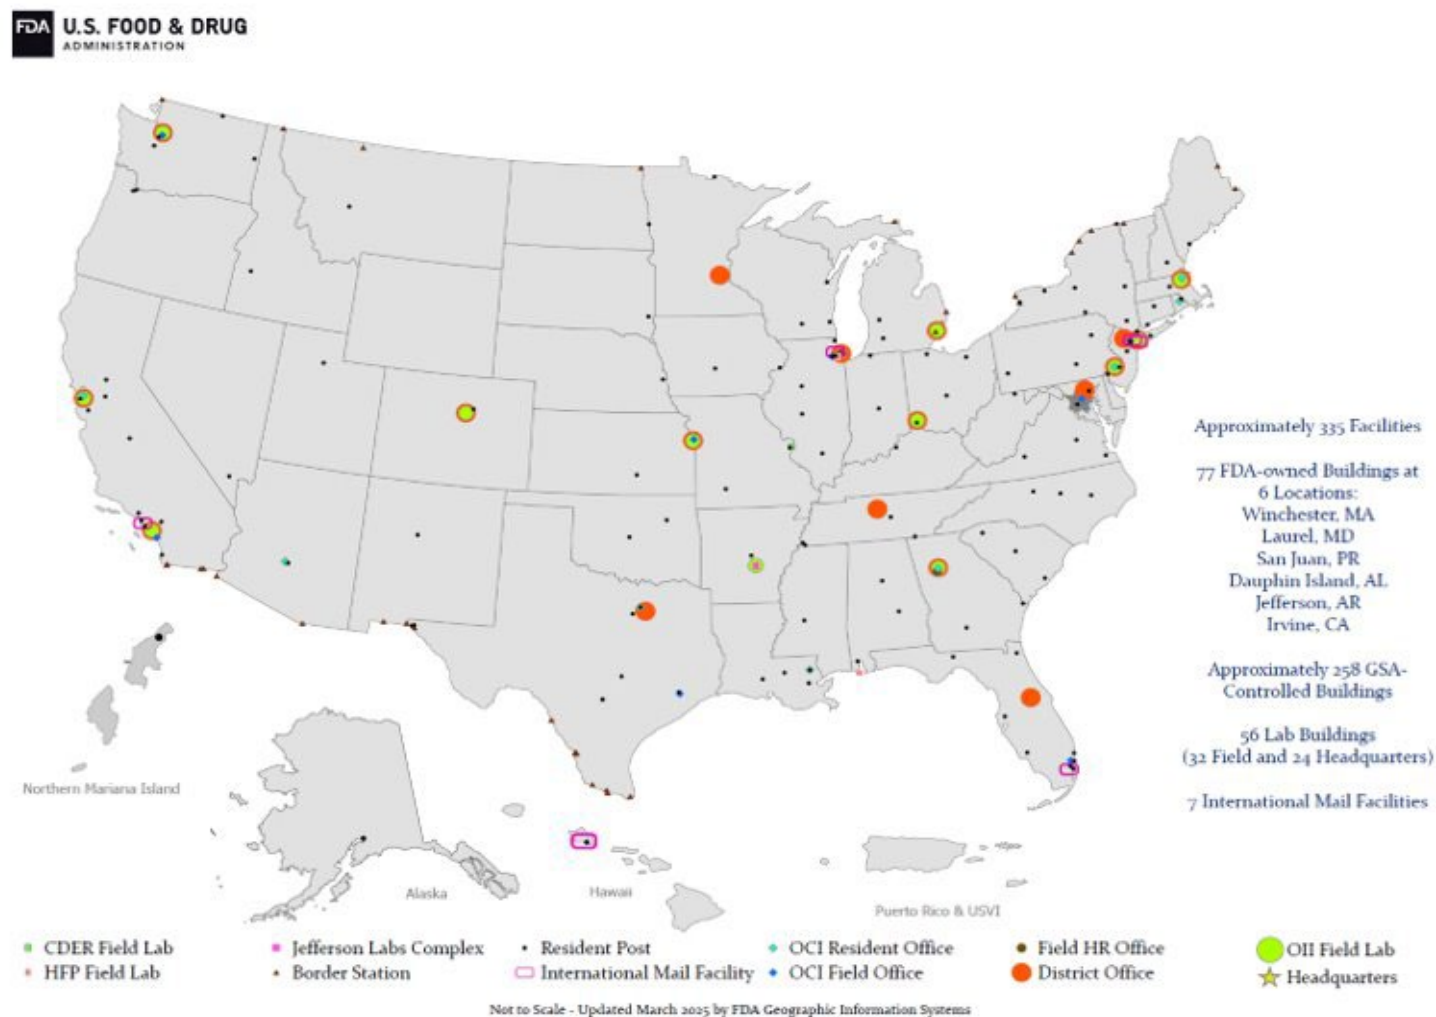 FDA U.S. FOOD & DRUG
ADMINISTRATION
Approximately 335 Facilities
77 FDA-owned Buildings at
6 Locations:
Winchester, MA
Laurel, MD
San Juan, PR
Dauphin Island, AL
Jefferson, AR
Irvine, CA
Approximately 258 GSA-
Controlled Buildings
56 Lab Buildings
(32 Field and 24 Headquarters)
7 International Mail Facilities
Northern Mariana Island
Alaska
Hawaii
Puerto Rico & USVI
CDER Field Lab
HFP Field Lab
Jefferson Labs Complex
Border Station
Resident Post
International Mail Facility
OCI Resident Office
OCI Field Office
Field HR Office
District Office
OII Field Lab
Headquarters
Not to Scale - Updated March 2025 by FDA Geographic Information Systems